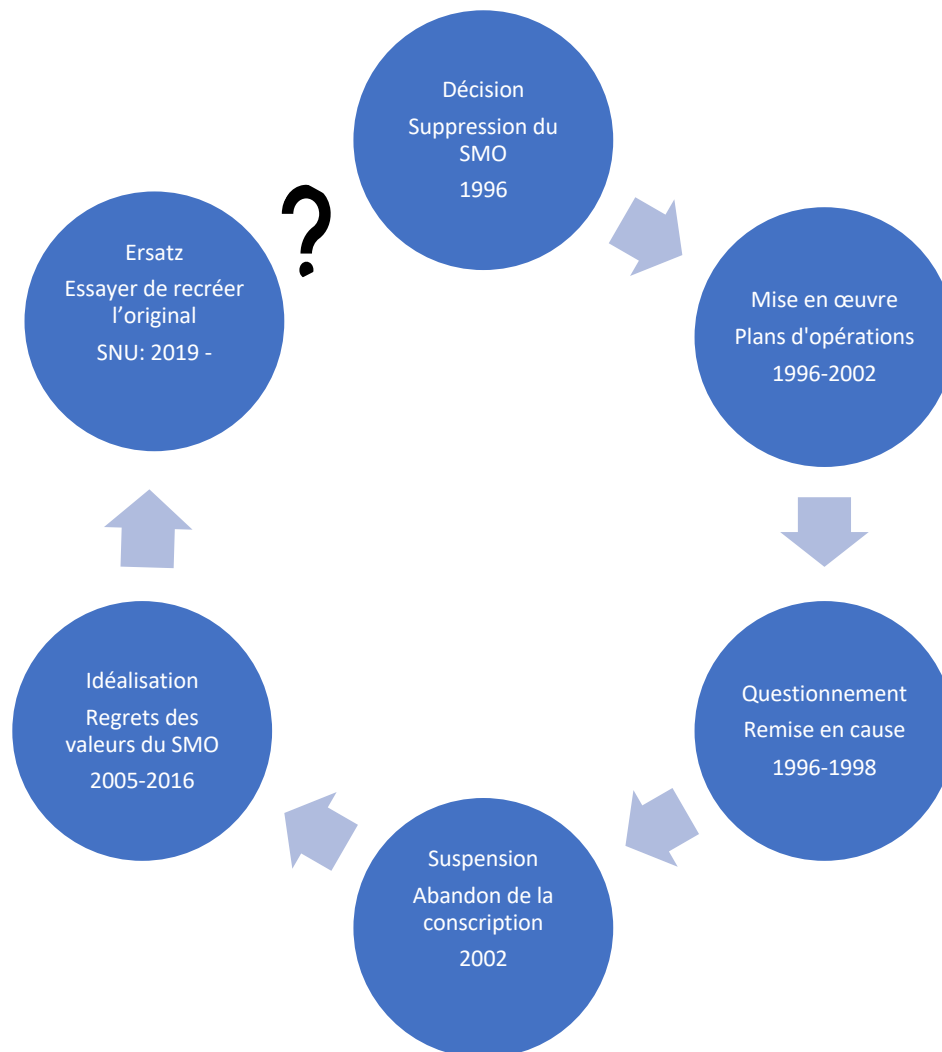 Décision
Suppression du
SMO
1996
Mise en œuvre
Plans d'opérations
1996-2002
Questionnement
Remise en cause
1996-1998
Suspension
Abandon de la
conscription
2002
Idéalisation
Regrets des
valeurs du SMO
2005-2016
Ersatz
Essayer de recréer
l’original
SNU: 2019 -
?